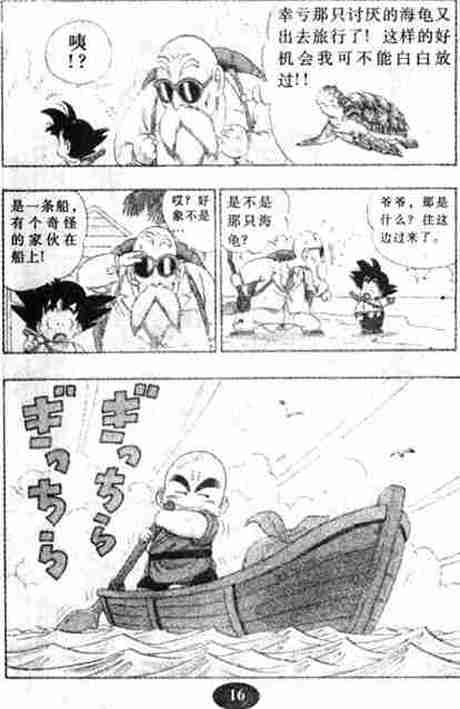 幸亏那只讨厌的海龟又
出去旅行了! 这样的好
机会我可不能白白放
过!!
咦
!?
爷爷,那是
什么? 往这
边过来了。
是不是
那只海
龟?
哎? 好
象不是
…
是一条船,
有个奇怪
的家伙在
船上!
ぎっちら
ぎっちら
16